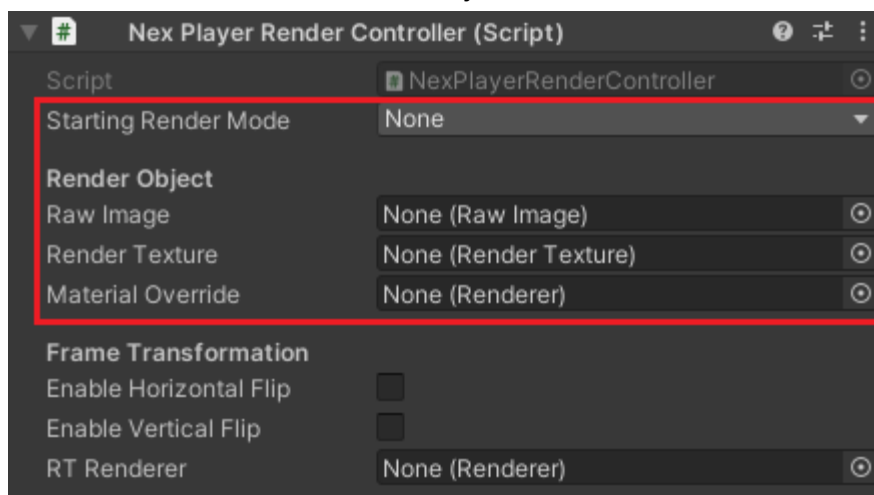 # Nex Player Render Controller (Script)
Script # NexPlayerRenderController
Starting Render Mode None
Render Object
Raw Image None (Raw Image)
Render Texture None (Render Texture)
Material Override None (Renderer)
Frame Transformation
Enable Horizontal Flip
Enable Vertical Flip
RT Renderer None (Renderer)